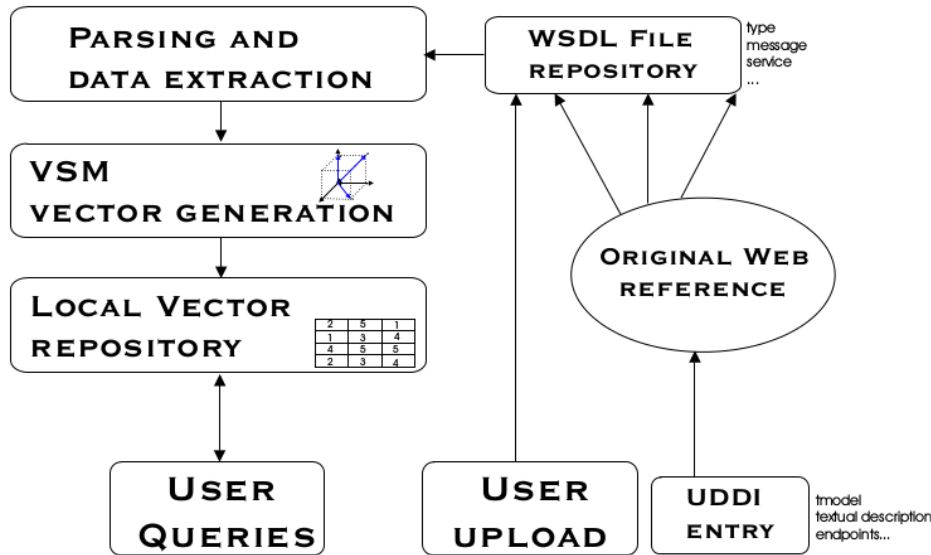 PARSING AND
DATA EXTRACTION
WSDL FILE
REPOSITORY
type
message
service
...
VSM
VECTOR GENERATION
ORIGINAL WEB
REFERENCE
LOCAL VECTOR
REPOSITORY
2 5 1
1 3 4
4 5 5
2 3 4
USER
QUERIES
USER
UPLOAD
UDDI
ENTRY
tmodel
textual description
endpoints...